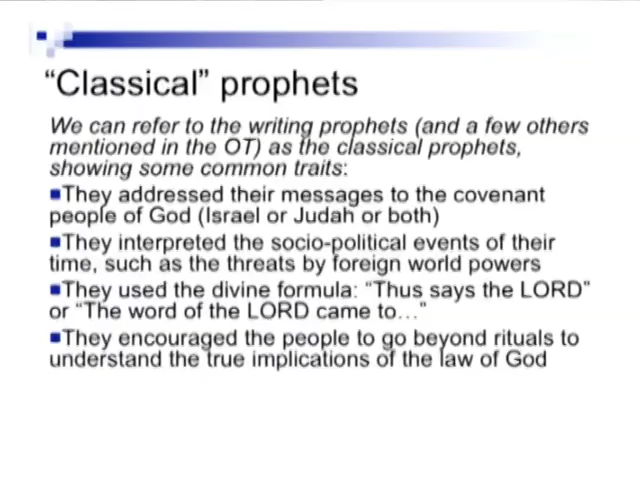 “Classical” prophets
We can refer to the writing prophets (and a few others
mentioned in the OT) as the classical prophets,
showing some common traits:
▪They addressed their messages to the covenant
people of God (Israel or Judah or both)
▪They interpreted the socio-political events of their
time, such as the threats by foreign world powers
▪They used the divine formula: “Thus says the LORD”
or “The word of the LORD came to…”
▪They encouraged the people to go beyond rituals to
understand the true implications of the law of God